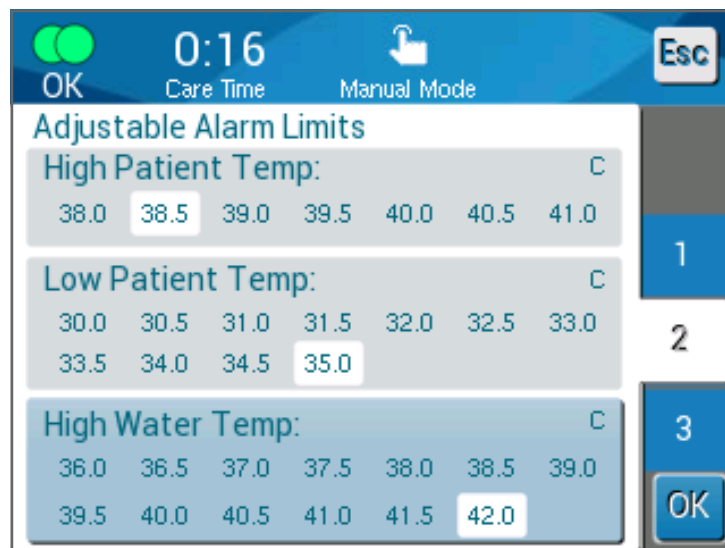 OK
0:16
Care Time
Manual Mode
Esc
Adjustable Alarm Limits
High Patient Temp: C
38.0 38.5 39.0 39.5 40.0 40.5 41.0
Low Patient Temp: C
30.0 30.5 31.0 31.5 32.0 32.5 33.0
33.5 34.0 34.5 35.0
High Water Temp: C
36.0 36.5 37.0 37.5 38.0 38.5 39.0
39.5 40.0 40.5 41.0 41.5 42.0
1
2
3
OK